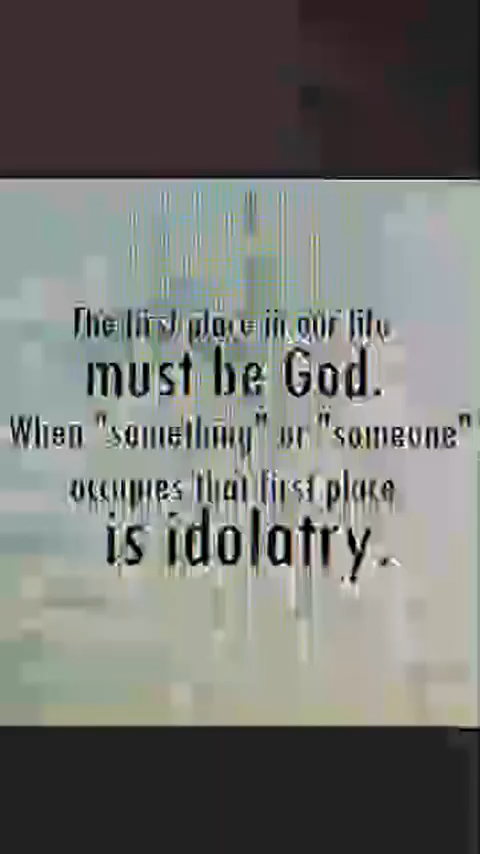 The first place in our life
must be God.
When "something" or "someone"
occupies that first place
is idolatry.